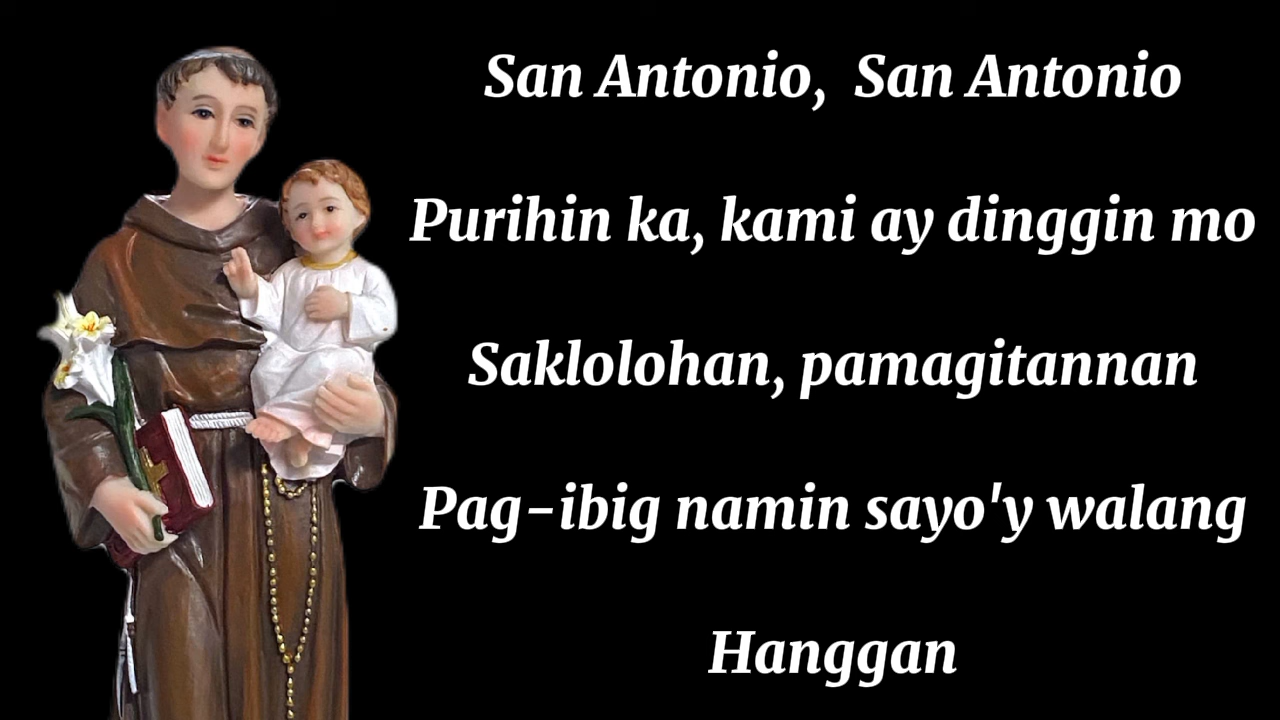 San Antonio, San Antonio
Purihin ka, kami ay dinggin mo
Saklolohan, pamagitannan
Pag-ibig namin sayo'y walang
Hanggan